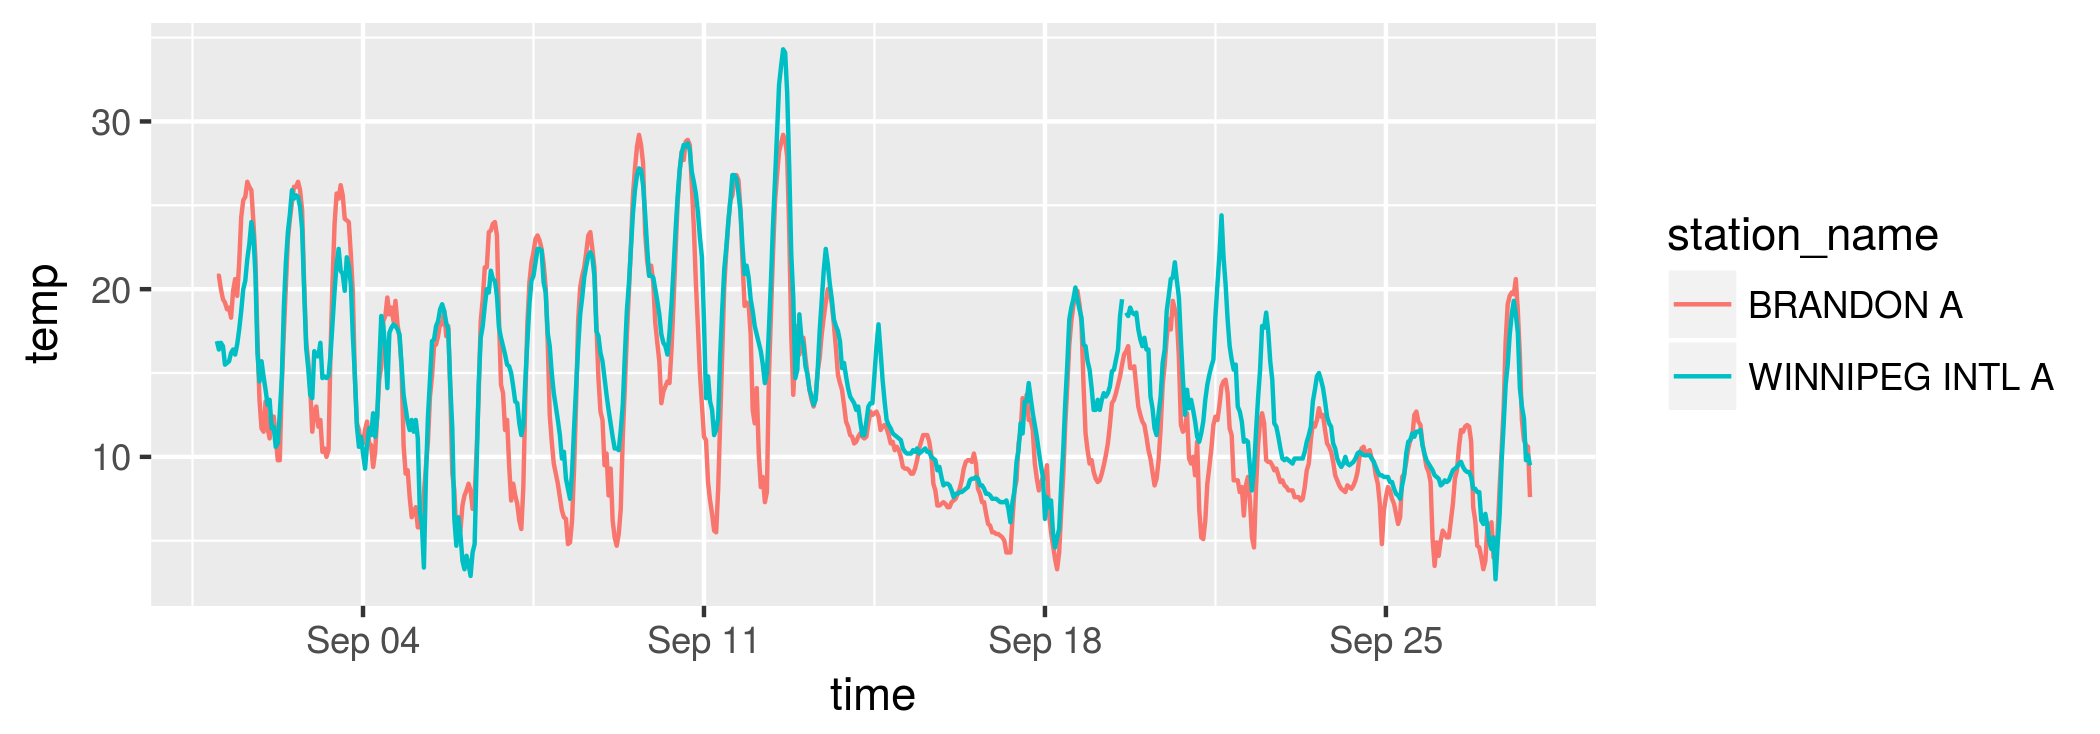 temp
30
20
10
Sep 04
Sep 11
Sep 18
Sep 25
time
station_name
BRANDON A
WINNIPEG INTL A